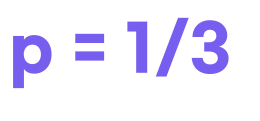 p = 1/3